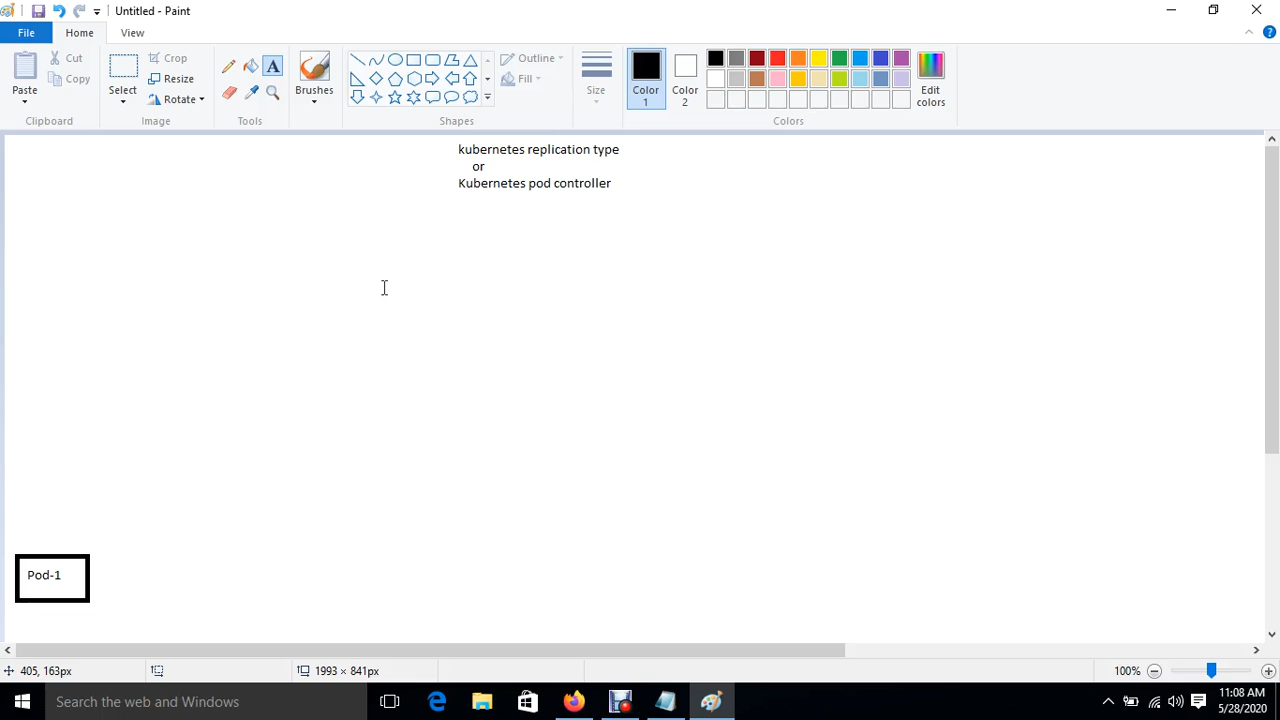 Untitled - Paint
File
Home
View
Paste
Cut
Copy
Clipboard
Select
Crop
Resize
Rotate
Image
A
Tools
Brushes
Shapes
Outline
Fill
Size
Color 1
Color 2
Edit colors
Colors
kubernetes replication type
or
Kubernetes pod controller
Pod-1
405, 163px
1993 × 841px
100%
Search the web and Windows
11:08 AM
5/28/2020